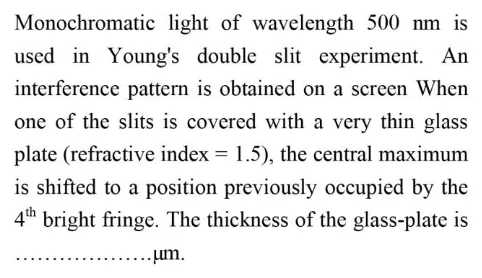 Monochromatic light of wavelength 500 nm is
used in Young's double slit experiment. An
interference pattern is obtained on a screen When
one of the slits is covered with a very thin glass
plate (refractive index = 1.5), the central maximum
is shifted to a position previously occupied by the
4th bright fringe. The thickness of the glass-plate is
...................μm.